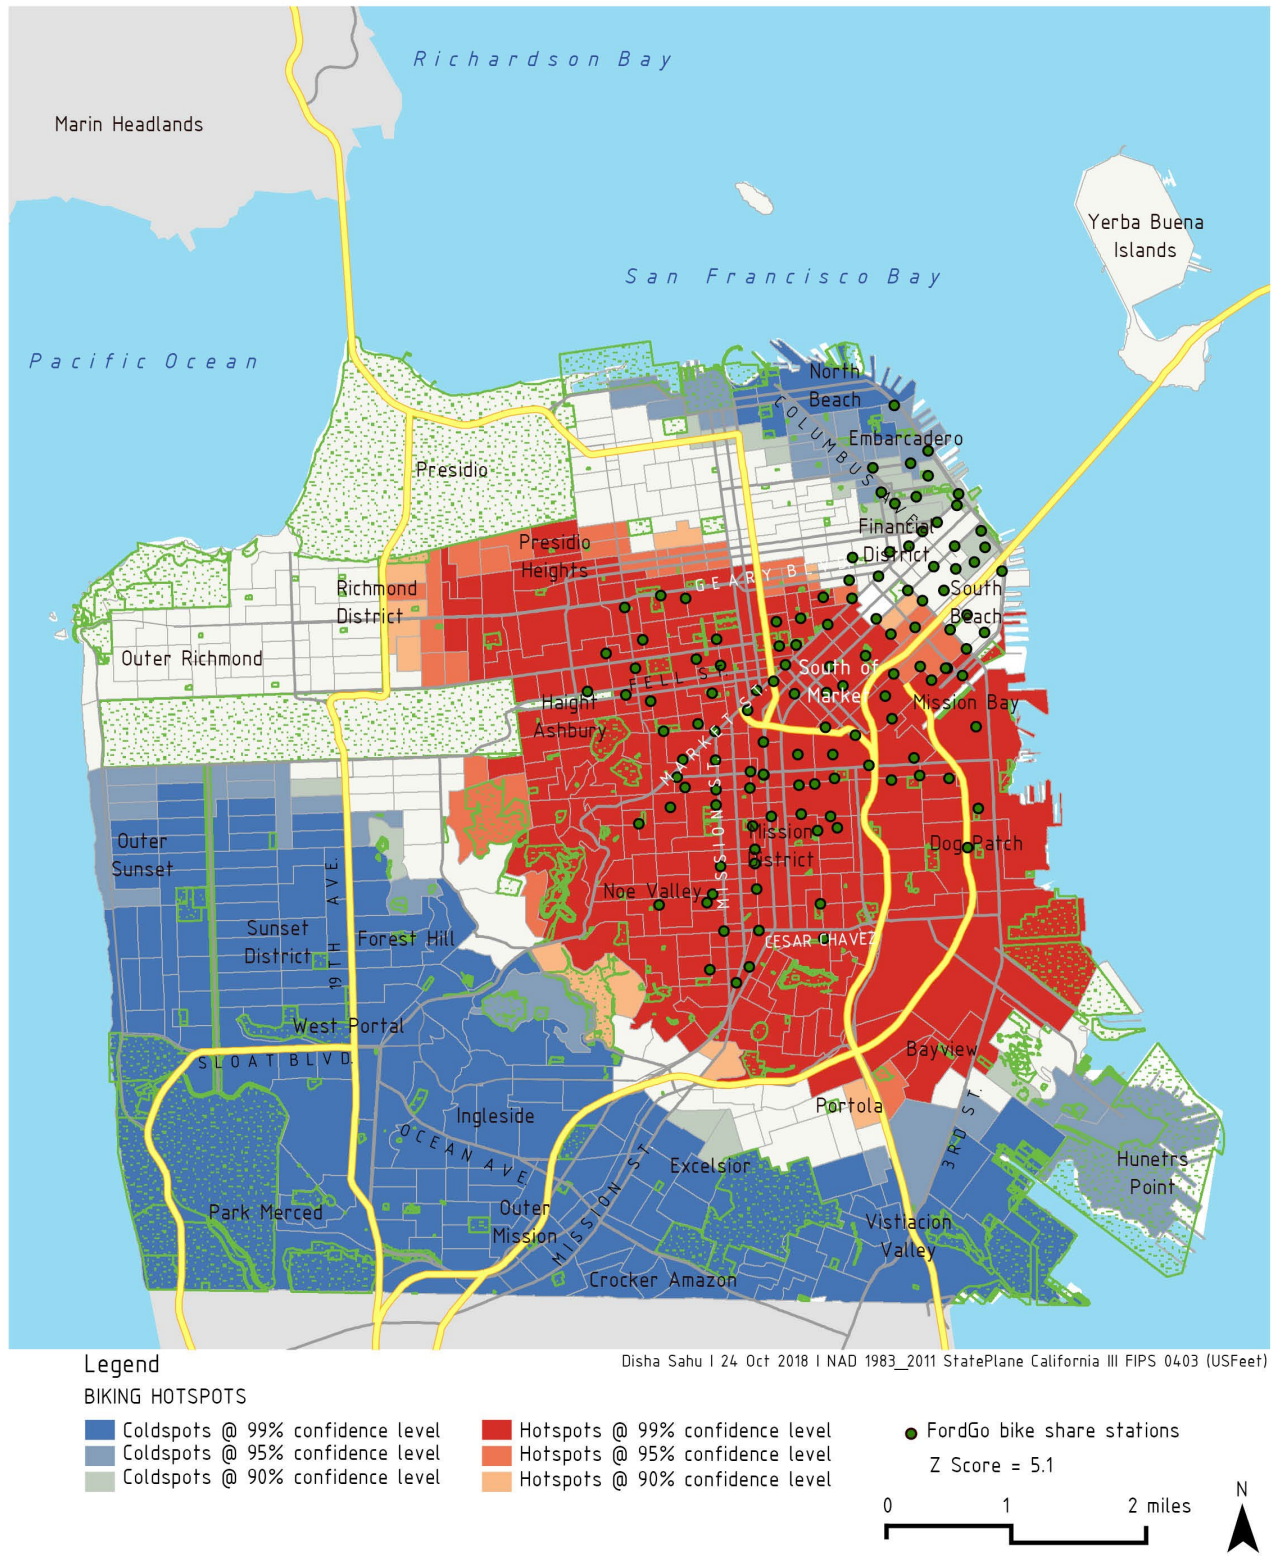 Richardson Bay
Marin Headlands
Yerba Buena
Islands
San Francisco Bay
Pacific Ocean
North
Beach
COLUMBUS AVE.
Embarcadero
Presidio
Financial
District
Presidio
Heights
GEARY BLVD.
Richmond
District
South
Beach
Outer Richmond
South of
Market
FELL ST.
Haight
Ashbury
Mission Bay
MARKET ST.
MISSION ST.
Mission
District
Dog Patch
Outer
Sunset
19TH AVE.
Noe Valley
Sunset
District
Forest Hill
CESAR CHAVEZ
West Portal
SLOAT BLVD.
Bayview
Ingleside
Portola
3RD ST.
OCEAN AVE.
Excelsior
Hunetrs
Point
MISSION ST.
Park Merced
Outer
Mission
Vistiacion
Valley
Crocker Amazon
Disha Sahu | 24 Oct 2018 | NAD 1983_2011 StatePlane California III FIPS 0403 (USFeet)
Legend
BIKING HOTSPOTS
Coldspots @ 99% confidence level
Coldspots @ 95% confidence level
Coldspots @ 90% confidence level
Hotspots @ 99% confidence level
Hotspots @ 95% confidence level
Hotspots @ 90% confidence level
FordGo bike share stations
Z Score = 5.1
0 1 2 miles
N